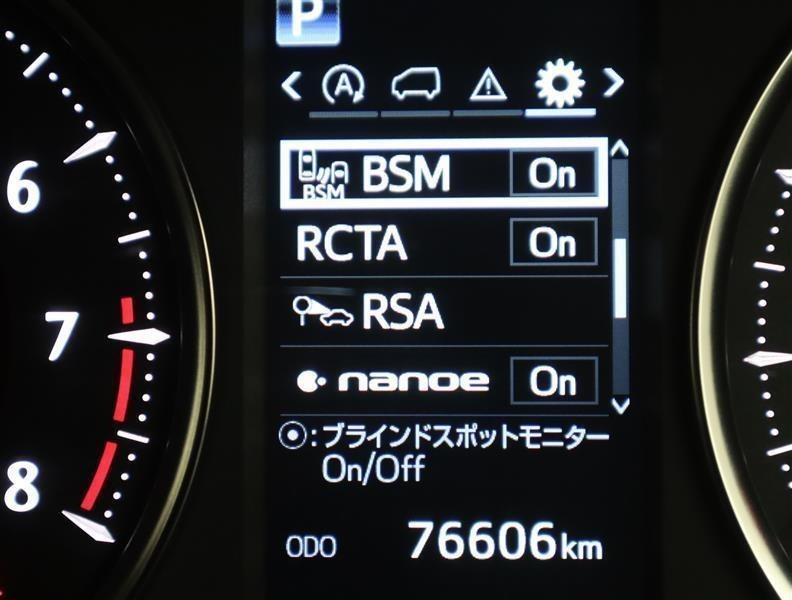 P
A
BSM BSM On
RCTA On
RSA
nanoe On
:ブラインドスポットモニター
On/Off
ODO 76606km
6
7
8